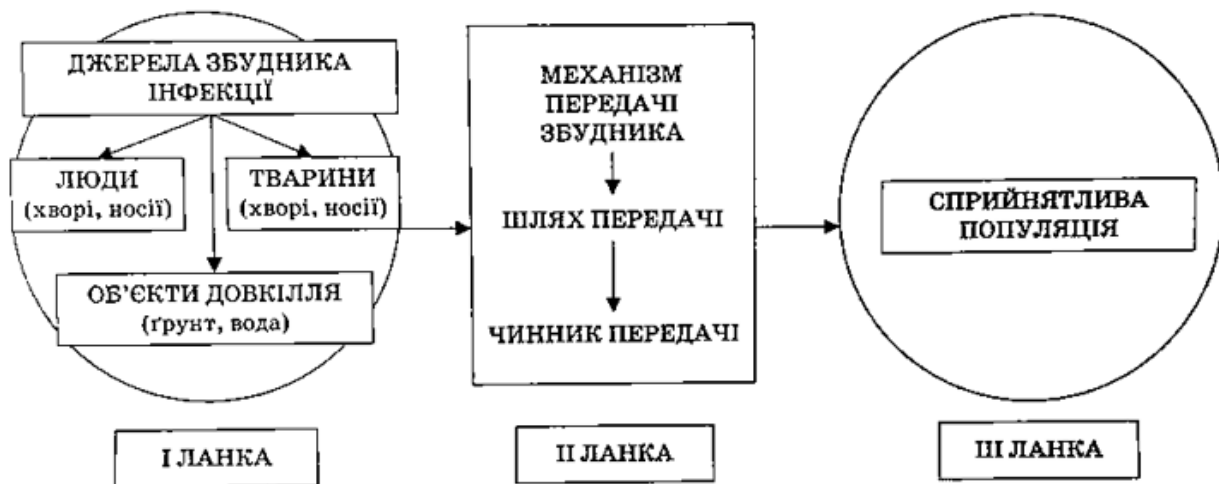 ДЖЕРЕЛА ЗБУДНИКА
ІНФЕКЦІЇ
ЛЮДИ
(хворі, носії)
ТВАРИНИ
(хворі, носії)
ОБ’ЄКТИ ДОВКІЛЛЯ
(ґрунт, вода)
І ЛАНКА
МЕХАНІЗМ
ПЕРЕДАЧІ
ЗБУДНИКА
ШЛЯХ ПЕРЕДАЧІ
ЧИННИК ПЕРЕДАЧІ
ІІ ЛАНКА
СПРИЙНЯТЛИВА
ПОПУЛЯЦІЯ
ІІІ ЛАНКА